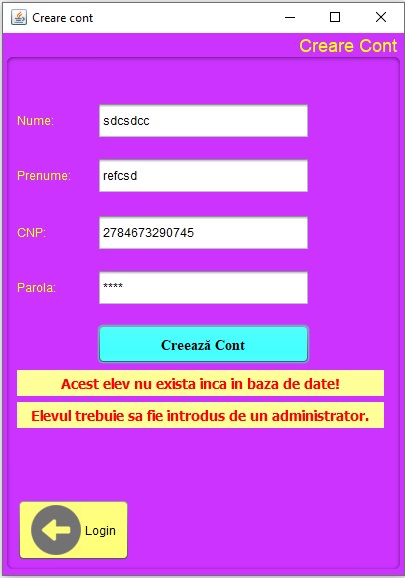 Creare cont
Creare Cont
Nume:
sdcsdcc
Prenume:
refcsd
CNP:
2784673290745
Parola:
****
Creează Cont
Acest elev nu exista inca in baza de date!
Elevul trebuie sa fie introdus de un administrator.
Login